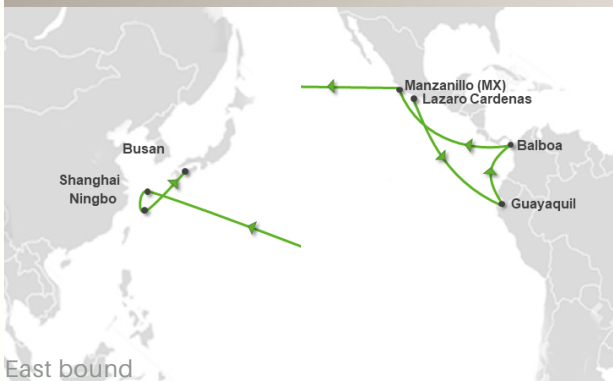 Busan
Shanghai
Ningbo
Manzanillo (MX)
Lazaro Cardenas
Balboa
Guayaquil
East bound